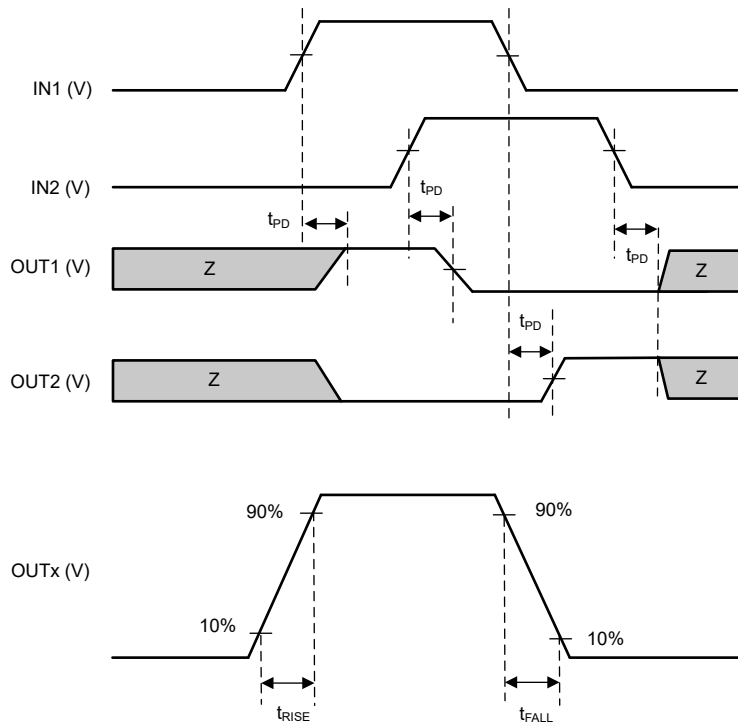 IN1 (V)
IN2 (V)
tPD
tPD
tPD
OUT1 (V)
Z
Z
tPD
OUT2 (V)
Z
Z
90%
90%
OUTx (V)
10%
10%
tRISE
tFALL